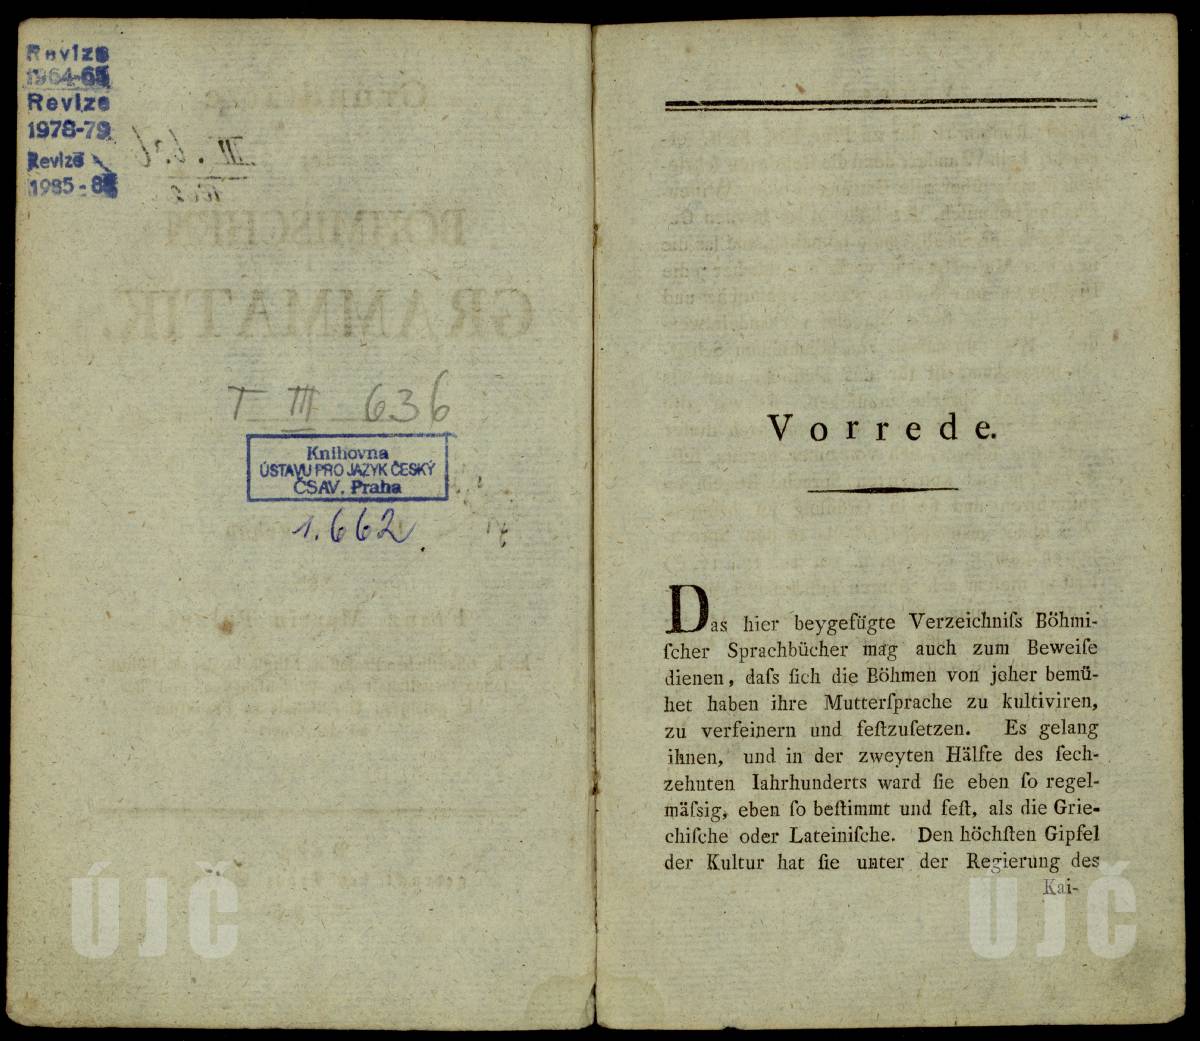 Revize
1964-65
Revize
1978-79
Revize
1985-86
T III 636
Knihovna
ÚSTAVU PRO JAZYK ČESKÝ
ČSAV, Praha
1.662
ÚJČ
Vorrede.
Das hier beygefügte Verzeichniſs Böhmi-
ſcher Sprachbücher mag auch zum Beweiſe
dienen, daſs ſich die Böhmen von jeher bemü-
het haben ihre Mutterſprache zu kultiviren,
zu verfeinern und feſtzuſetzen. Es gelang
ihnen, und in der zweyten Hälfte des ſech-
zehnten Iahrhunderts ward ſie eben ſo regel-
mäſsig, eben ſo beſtimmt und feſt, als die Grie-
chiſche oder Lateiniſche. Den höchſten Gipfel
der Kultur hat ſie unter der Regierung des
Kai-
ÚJČ